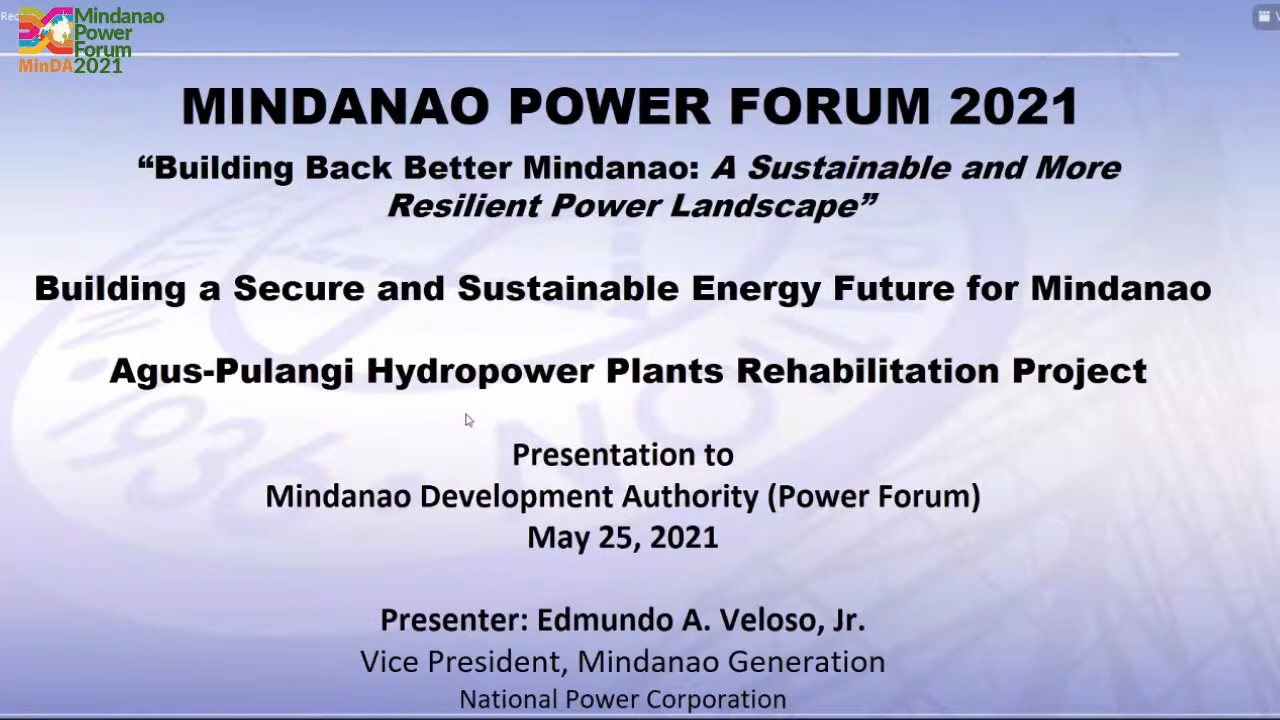 Rec
Mindanao
Power
Forum
MinDA2021
MINDANAO POWER FORUM 2021
“Building Back Better Mindanao: A Sustainable and More
Resilient Power Landscape”
Building a Secure and Sustainable Energy Future for Mindanao
Agus-Pulangi Hydropower Plants Rehabilitation Project
1936
Presentation to
Mindanao Development Authority (Power Forum)
May 25, 2021
Presenter: Edmundo A. Veloso, Jr.
Vice President, Mindanao Generation
National Power Corporation